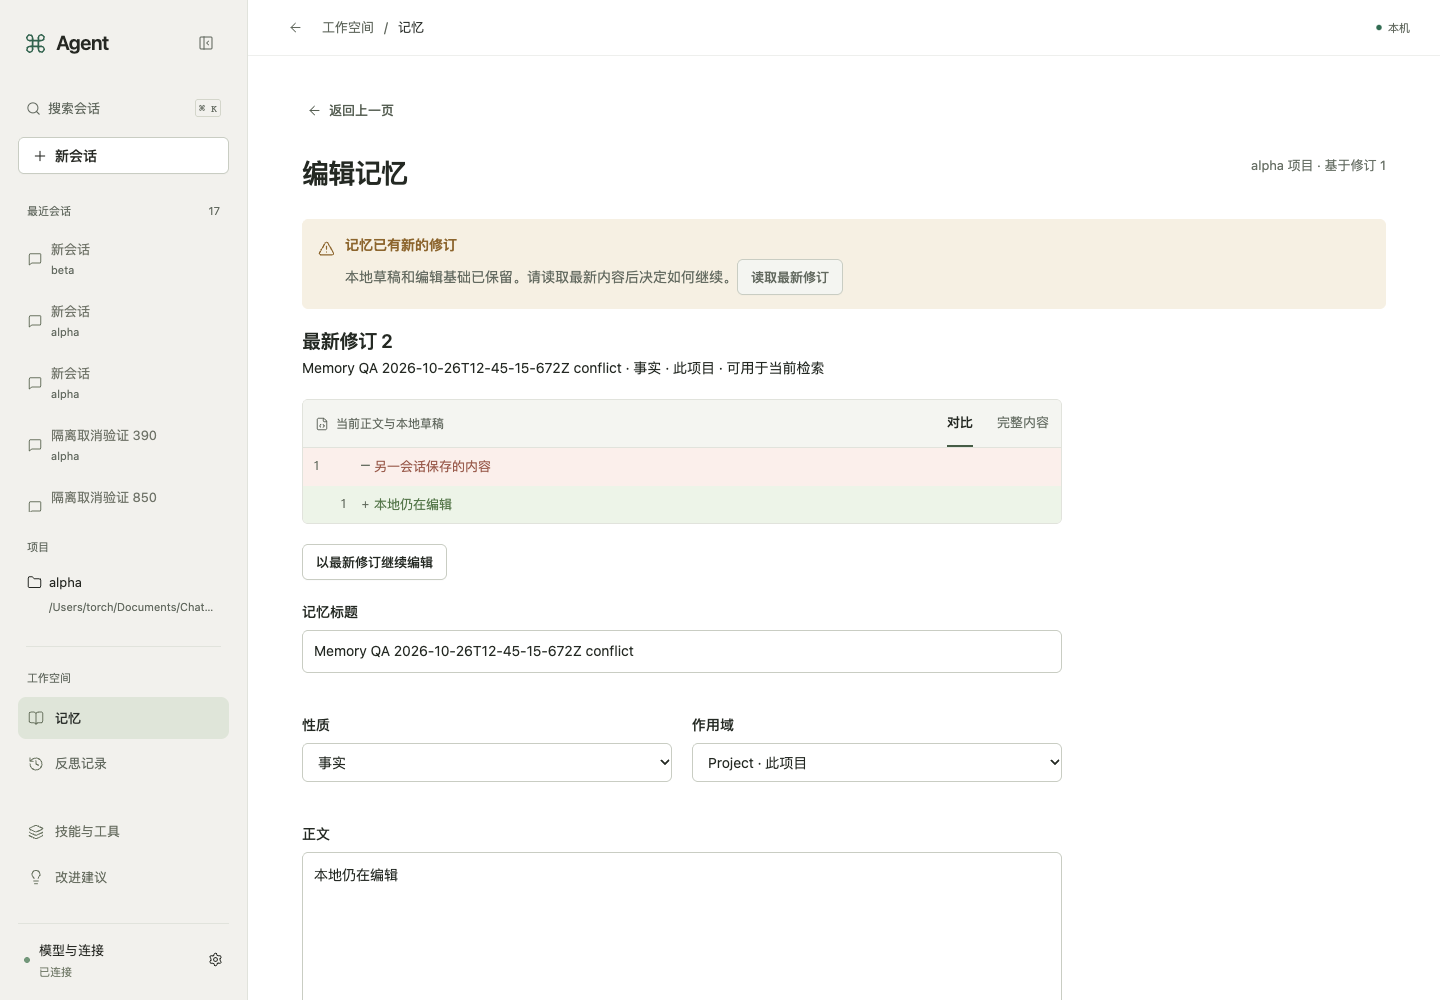 Agent
搜索会话
⌘ K
新会话
最近会话 17
新会话
beta
新会话
alpha
新会话
alpha
隔离取消验证 390
alpha
隔离取消验证 850
项目
alpha
/Users/torch/Documents/Chat...
工作空间
记忆
反思记录
技能与工具
改进建议
模型与连接
已连接
工作空间 / 记忆
本机
返回上一页
编辑记忆
alpha 项目 · 基于修订 1
记忆已有新的修订
本地草稿和编辑基础已保留。请读取最新内容后决定如何继续。 读取最新修订
最新修订 2
Memory QA 2026-10-26T12-45-15-672Z conflict · 事实 · 此项目 · 可用于当前检索
当前正文与本地草稿 对比 完整内容
1 − 另一会话保存的内容
1 + 本地仍在编辑
以最新修订继续编辑
记忆标题
Memory QA 2026-10-26T12-45-15-672Z conflict
性质 作用域
事实 Project · 此项目
正文
本地仍在编辑